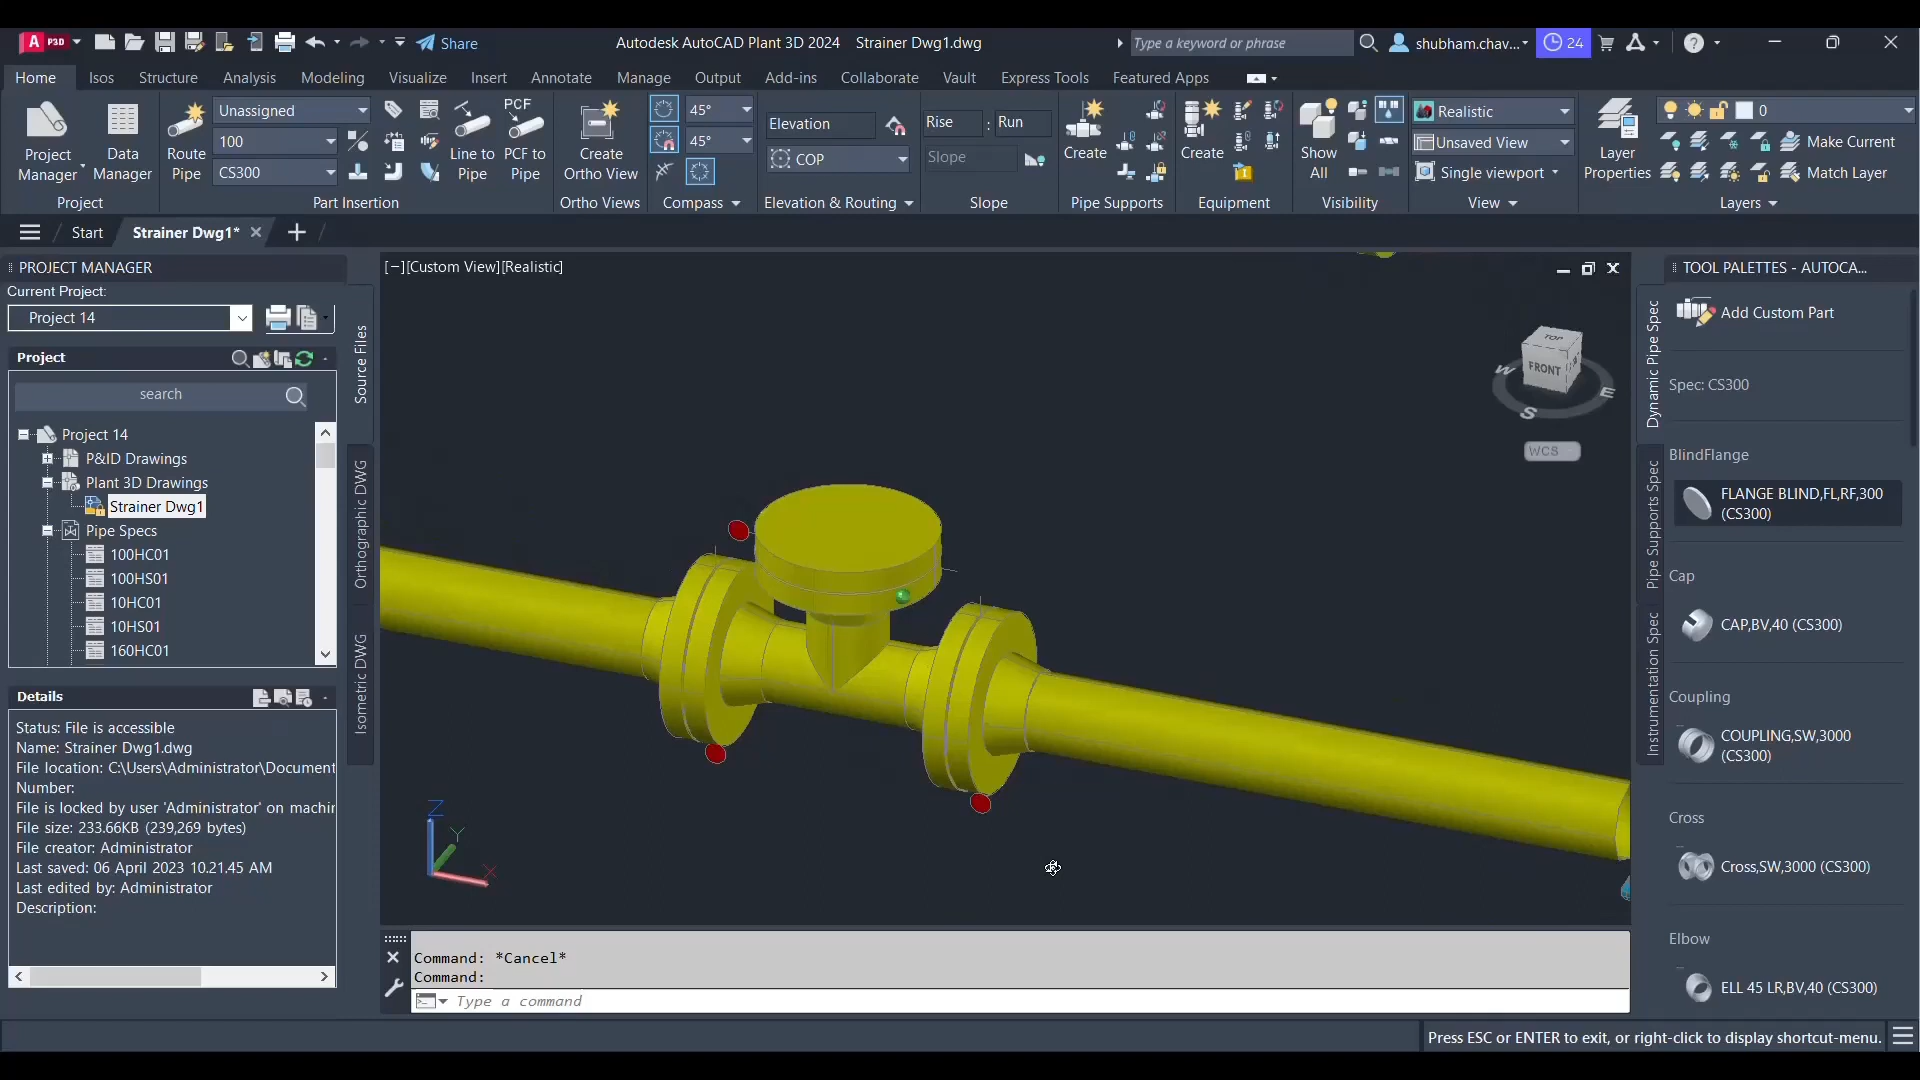 A P3D
Share
Autodesk AutoCAD Plant 3D 2024 Strainer Dwg1.dwg
Type a keyword or phrase
shubham.chav...
24
Home Isos Structure Analysis Modeling Visualize Insert Annotate Manage Output Add-ins Collaborate Vault Express Tools Featured Apps
Project
Manager
Data
Manager
Project
Route
Pipe
Unassigned
100
CS300
Line to
Pipe
PCF
PCF to
Pipe
Part Insertion
Create
Ortho View
Ortho Views
45°
45°
Compass
Elevation
COP
Elevation & Routing
Rise : Run
Slope
Slope
Create
Pipe Supports
Create
Equipment
Show
All
Visibility
Realistic
Unsaved View
Single viewport
View
Layer
Properties
0
Make Current
Match Layer
Layers
Start
Strainer Dwg1*
PROJECT MANAGER
Current Project:
Project 14
Project
search
Project 14
P&ID Drawings
Plant 3D Drawings
Strainer Dwg1
Pipe Specs
100HC01
100HS01
10HC01
10HS01
160HC01
Source Files
Orthographic DWG
Isometric DWG
Details
Status: File is accessible
Name: Strainer Dwg1.dwg
File location: C:\Users\Administrator\Document
Number:
File is locked by user 'Administrator' on machin
File size: 233.66KB (239,269 bytes)
File creator: Administrator
Last saved: 06 April 2023 10.21.45 AM
Last edited by: Administrator
Description:
[−][Custom View][Realistic]
TOP
FRONT
W
S
E
WCS
Z
Y
X
Command: *Cancel*
Command:
Type a command
TOOL PALETTES - AUTOCA...
Dynamic Pipe Spec
Pipe Supports Spec
Instrumentation Spec
Add Custom Part
Spec: CS300
BlindFlange
FLANGE BLIND,FL,RF,300
(CS300)
Cap
CAP,BV,40 (CS300)
Coupling
COUPLING,SW,3000
(CS300)
Cross
Cross,SW,3000 (CS300)
Elbow
ELL 45 LR,BV,40 (CS300)
Press ESC or ENTER to exit, or right-click to display shortcut-menu.